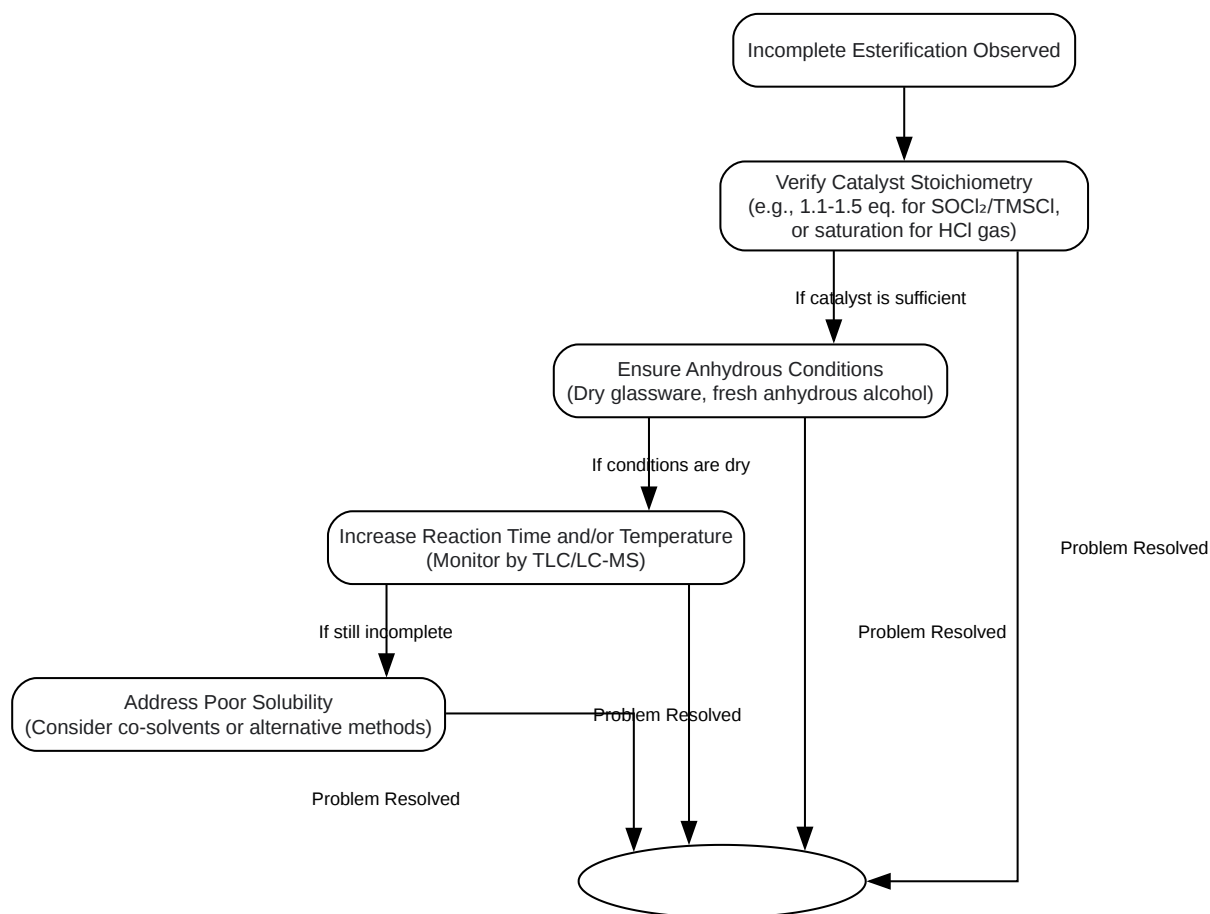 Incomplete Esterification Observed
Verify Catalyst Stoichiometry
(e.g., 1.1-1.5 eq. for SOCl₂/TMSCl,
or saturation for HCl gas)
If catalyst is sufficient
Ensure Anhydrous Conditions
(Dry glassware, fresh anhydrous alcohol)
If conditions are dry
Increase Reaction Time and/or Temperature
(Monitor by TLC/LC-MS)
Problem Resolved
If still incomplete
Problem Resolved
Address Poor Solubility
(Consider co-solvents or alternative methods)
Problem Resolved
Problem Resolved